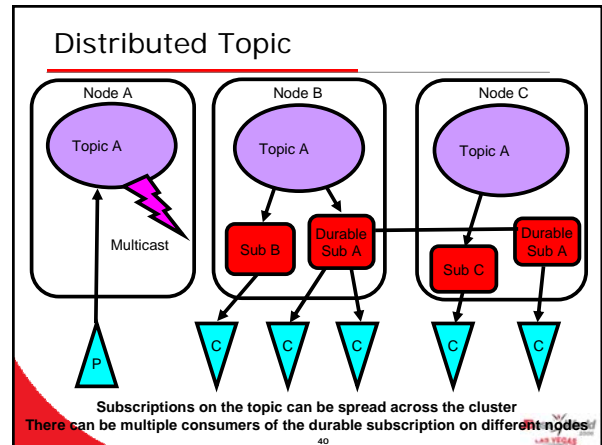 Distributed Topic
Node A
Node B
Node C
Topic A
Topic A
Topic A
Multicast
Sub B
Durable
Sub A
Sub C
Durable
Sub A
P
C
C
C
C
C
Subscriptions on the topic can be spread across the cluster
There can be multiple consumers of the durable subscription on different nodes
40
LAS VEGAS